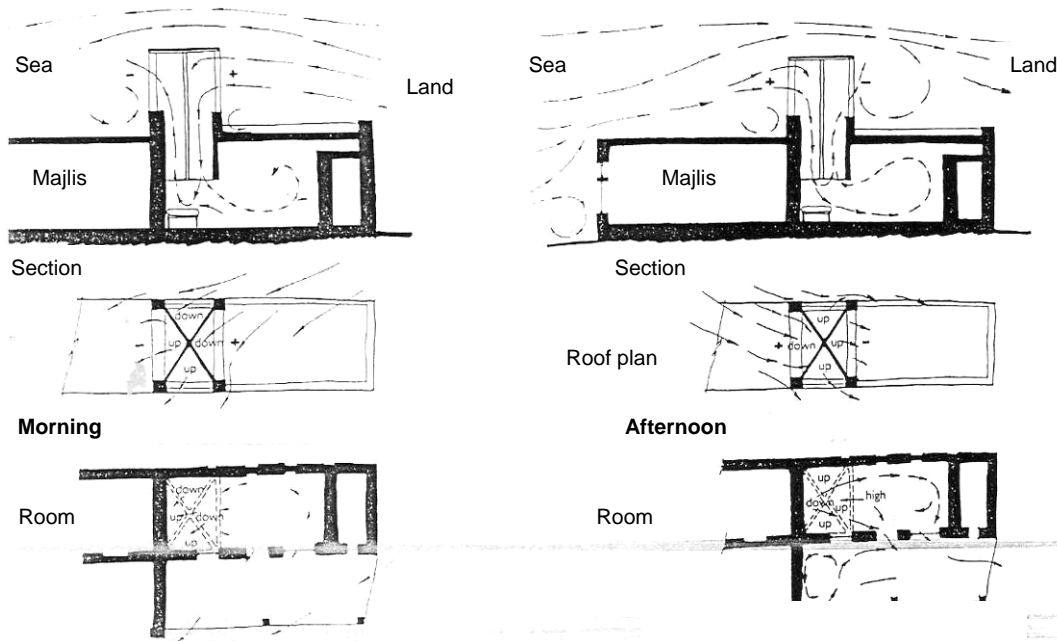 Sea
-
+
Land
Majlis
Section
down
up
down
up
-
+
Morning
down
up
down
up
Room
Sea
+
-
Land
Majlis
Section
up
down
up
up
+
-
Roof plan
Afternoon
up
down
up
high
up
Room